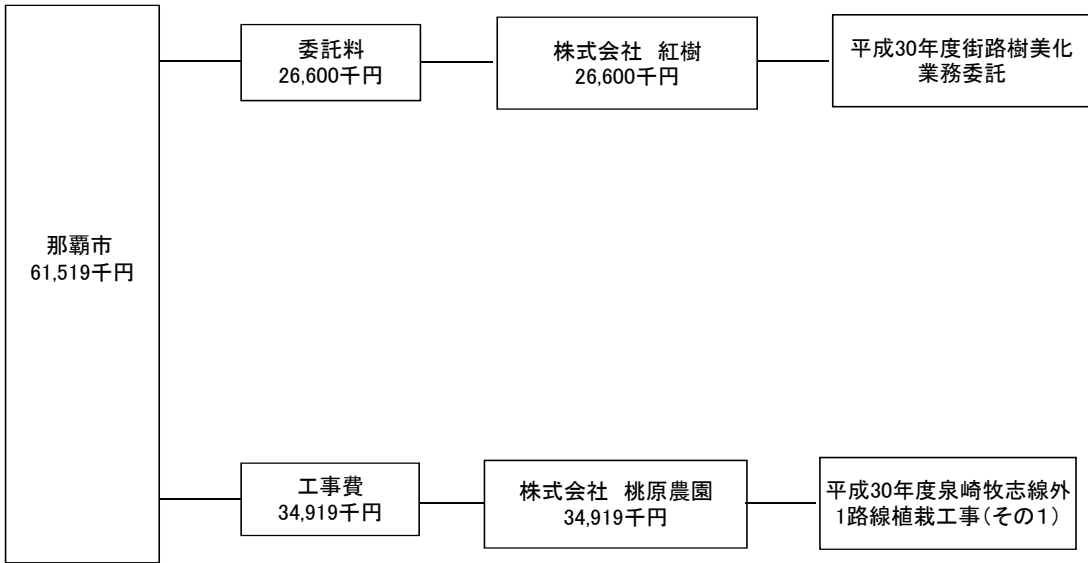 那覇市
61,519千円
委託料
26,600千円
株式会社 紅樹
26,600千円
平成30年度街路樹美化
業務委託
工事費
34,919千円
株式会社 桃原農園
34,919千円
平成30年度泉崎牧志線外
1路線植栽工事(その1)